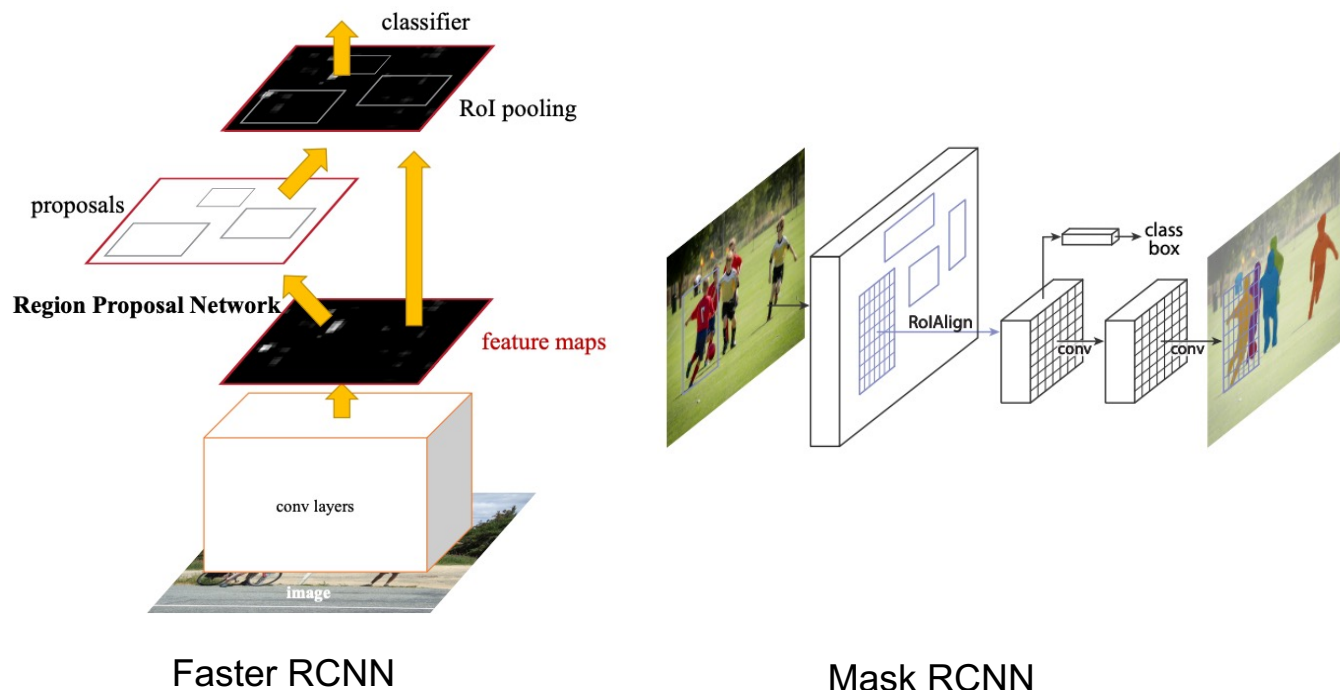 classifier
RoI pooling
proposals
Region Proposal Network
feature maps
conv layers
image
Faster RCNN
RoIAlign
class
box
conv
conv
Mask RCNN